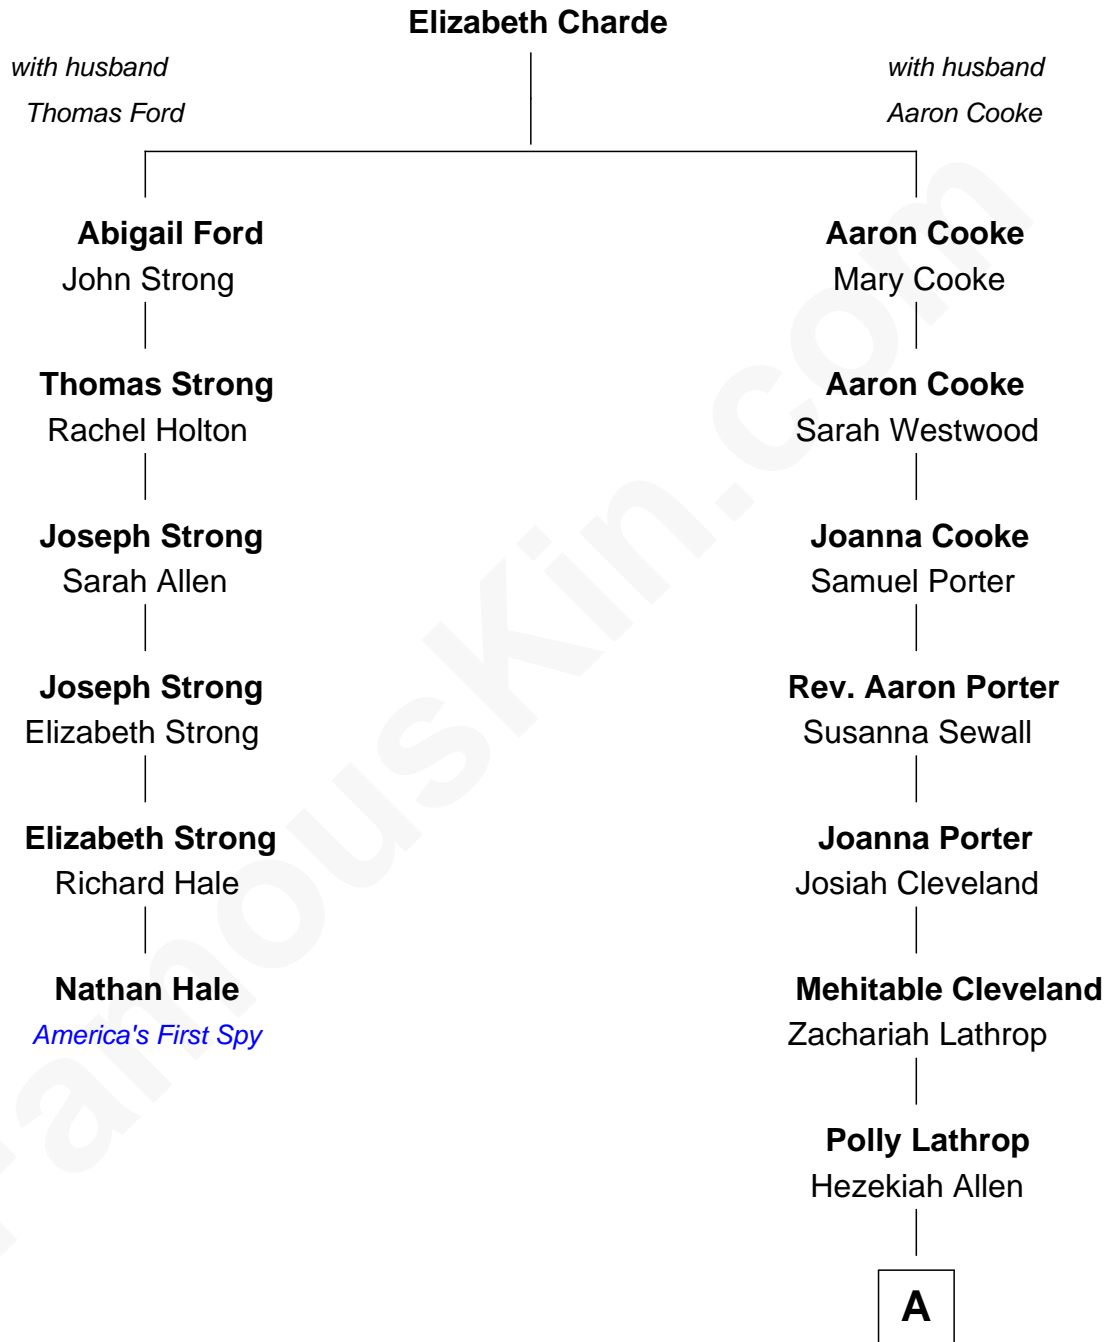 Elizabeth Charde
with husband
Thomas Ford
with husband
Aaron Cooke
Abigail Ford
John Strong
Thomas Strong
Rachel Holton
Joseph Strong
Sarah Allen
Joseph Strong
Elizabeth Strong
Elizabeth Strong
Richard Hale
Nathan Hale
America's First Spy
Aaron Cooke
Mary Cooke
Aaron Cooke
Sarah Westwood
Joanna Cooke
Samuel Porter
Rev. Aaron Porter
Susanna Sewall
Joanna Porter
Josiah Cleveland
Mehitable Cleveland
Zachariah Lathrop
Polly Lathrop
Hezekiah Allen
A
FamousKin.com